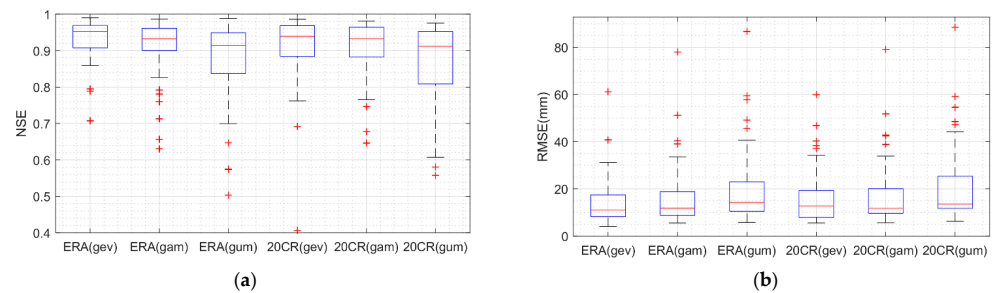 1
0.9
0.8
0.7
0.6
0.5
0.4
NSE
ERA(gev) ERA(gam) ERA(gum) 20CR(gev) 20CR(gam) 20CR(gum)
(a)
80
60
40
20
0
RMSE(mm)
ERA(gev) ERA(gam) ERA(gum) 20CR(gev) 20CR(gam) 20CR(gum)
(b)